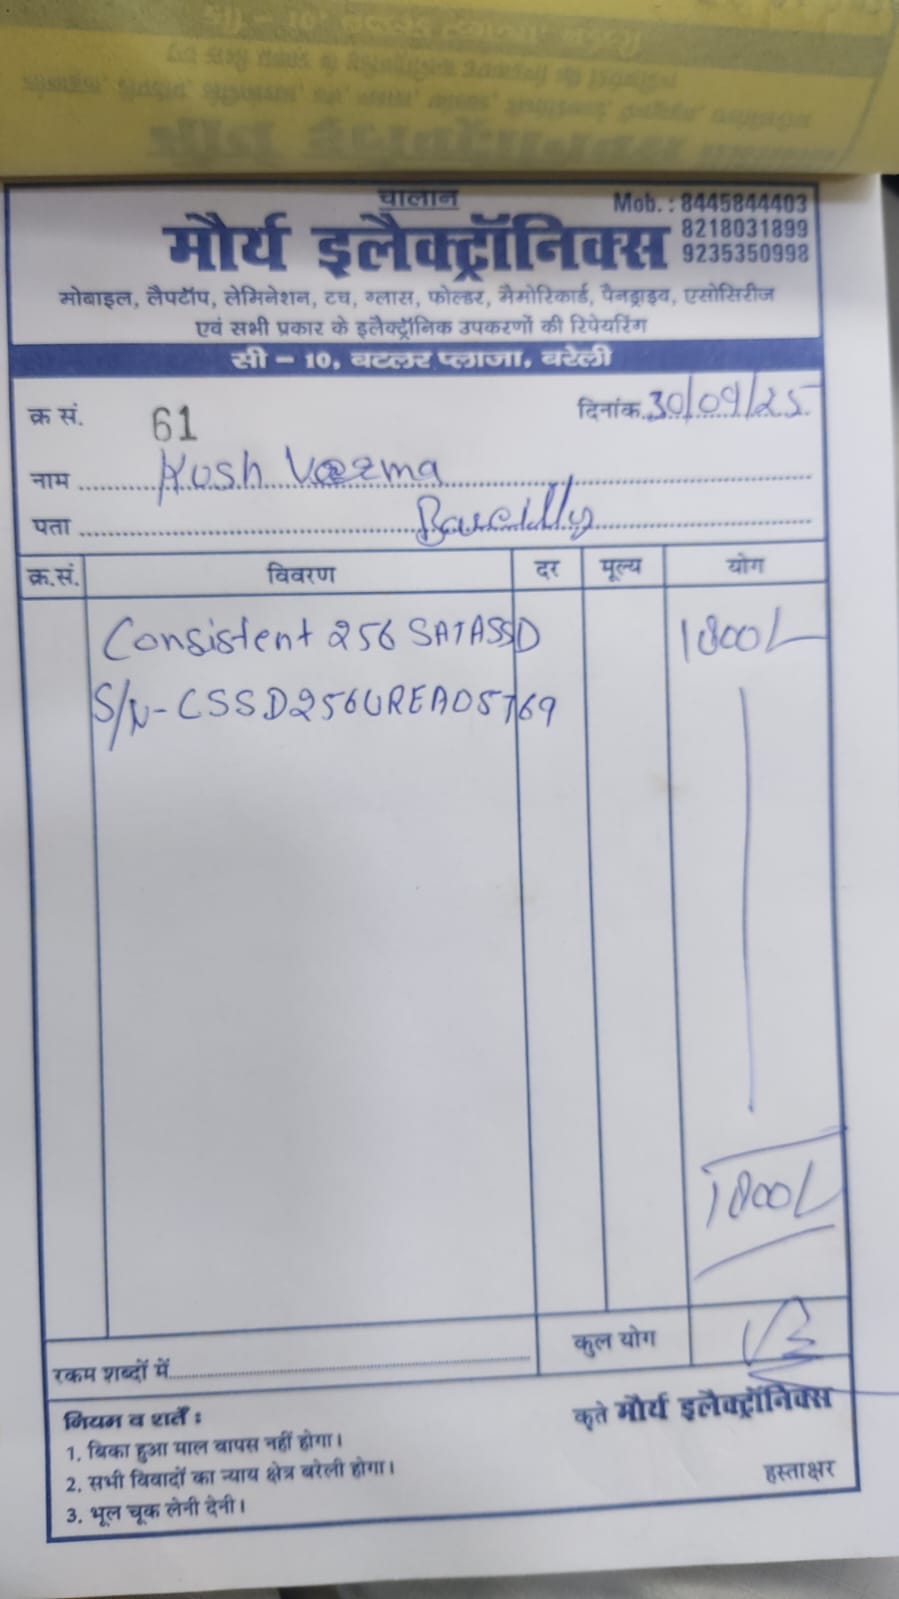 चालान
Mob. : 8445844403
मौर्य इलैक्ट्रॉनिक्स
8218031899
9235350998
मोबाइल, लैपटॉप, लेमिनेशन, टच, ग्लास, फोल्डर, मैमोरिकार्ड, पैनड्राइव, एसोसिरीज
एवं सभी प्रकार के इलैक्ट्रॉनिक उपकरणों की रिपेयरिंग
सी - 10, बटलर प्लाजा, बरेली
क्र सं. 61 दिनांक 30/09/25
नाम Kush Verma
पता Bareilly
क्र.सं. विवरण दर मूल्य योग
Consistent 256 SATA SSD 1800/-
S/N-CSSD256UREA05769
1800/-
रकम शब्दों में कुल योग
नियम व शर्तें :
कृते मौर्य इलैक्ट्रॉनिक्स
1. बिका हुआ माल वापस नहीं होगा।
2. सभी विवादों का न्याय क्षेत्र बरेली होगा।
हस्ताक्षर
3. भूल चूक लेनी देनी।